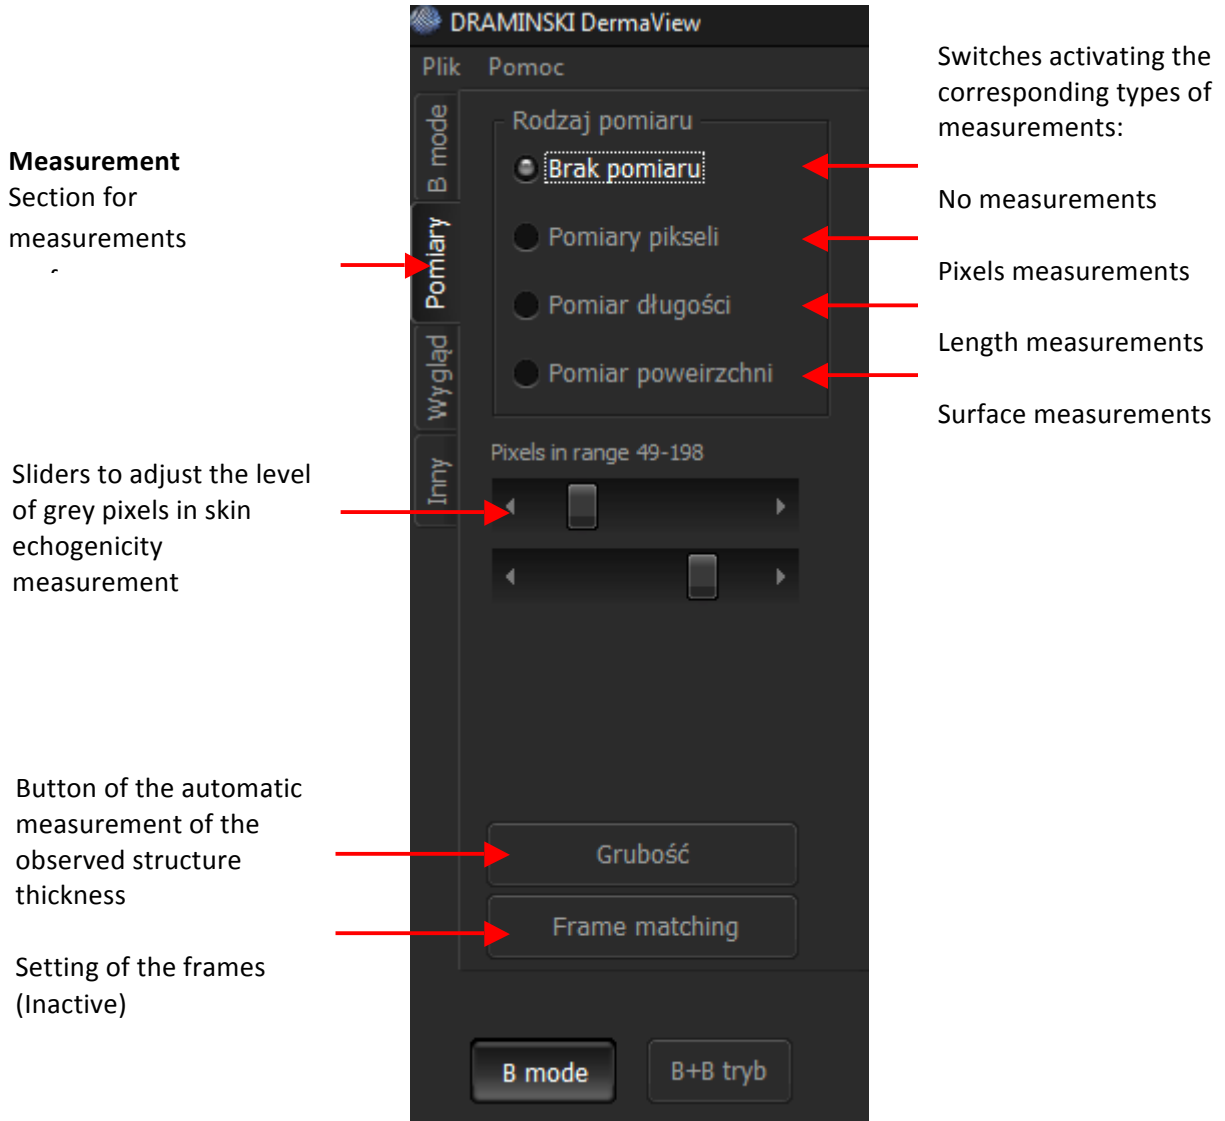 DRAMINSKI DermaView
Plik Pomoc
B mode
Pomiary
Wygląd
Inny
Rodzaj pomiaru
Brak pomiaru
Pomiary pikseli
Pomiar długości
Pomiar poweirzchni
Pixels in range 49-198
Grubość
Frame matching
B mode
B+B tryb
Measurement
Section for
measurements
Sliders to adjust the level
of grey pixels in skin
echogenicity
measurement
Button of the automatic
measurement of the
observed structure
thickness
Setting of the frames
(Inactive)
Switches activating the
corresponding types of
measurements:
No measurements
Pixels measurements
Length measurements
Surface measurements